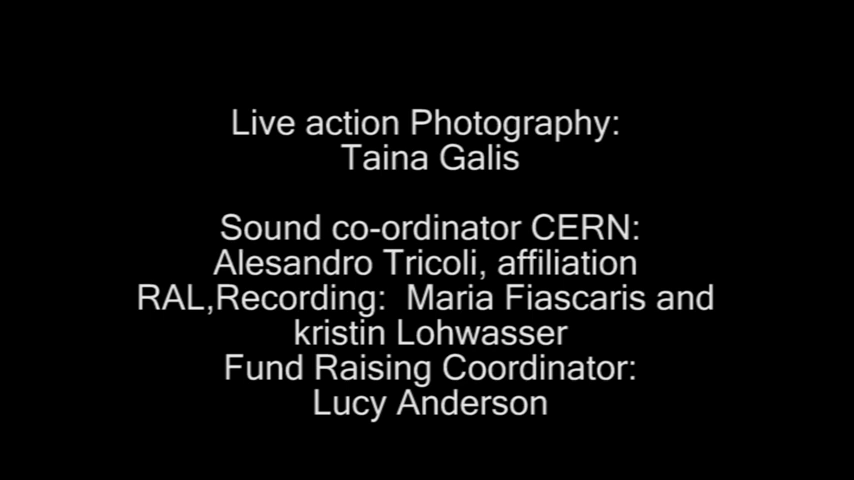 Live action Photography:
Taina Galis
Sound co-ordinator CERN:
Alesandro Tricoli, affiliation
RAL,Recording:  Maria Fiascaris and
kristin Lohwasser
Fund Raising Coordinator:
Lucy Anderson